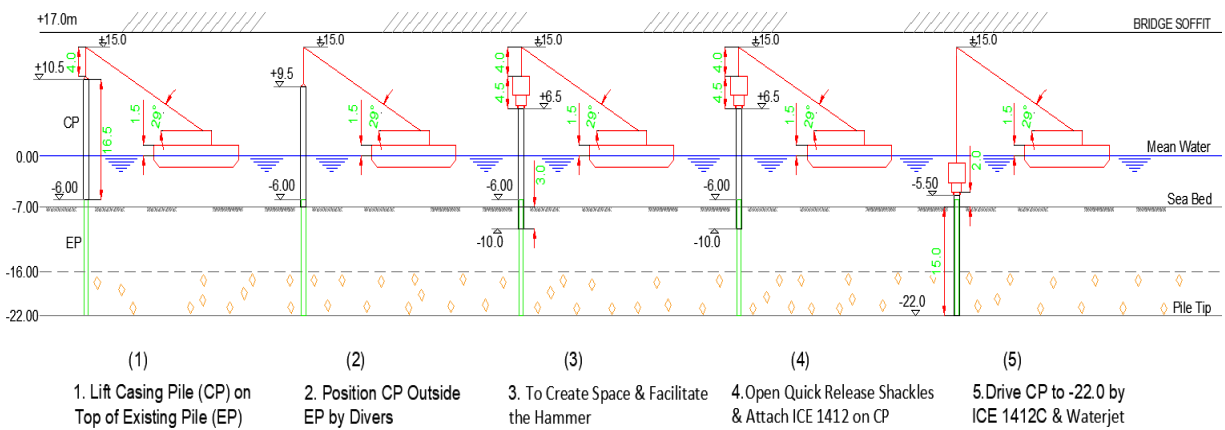 +17.0m
BRIDGE SOFFIT
+15.0
+15.0
+15.0
+15.0
+15.0
4.0
4.0
4.0
+10.5
+9.5
4.5
4.5
+6.5
+6.5
CP
16.5
1.5
29°
1.5
29°
1.5
29°
1.5
29°
1.5
29°
0.00
Mean Water
2.0
3.0
-6.00
-6.00
-6.00
-6.00
-5.50
-7.00
Sea Bed
EP
-10.0
-10.0
15.0
-16.00
-22.0
-22.00
Pile Tip
(1)
(2)
(3)
(4)
(5)
1. Lift Casing Pile (CP) on
Top of Existing Pile (EP)
2. Position CP Outside
EP by Divers
3. To Create Space & Facilitate
the Hammer
4.Open Quick Release Shackles
& Attach ICE 1412 on CP
5.Drive CP to -22.0 by
ICE 1412C & Waterjet